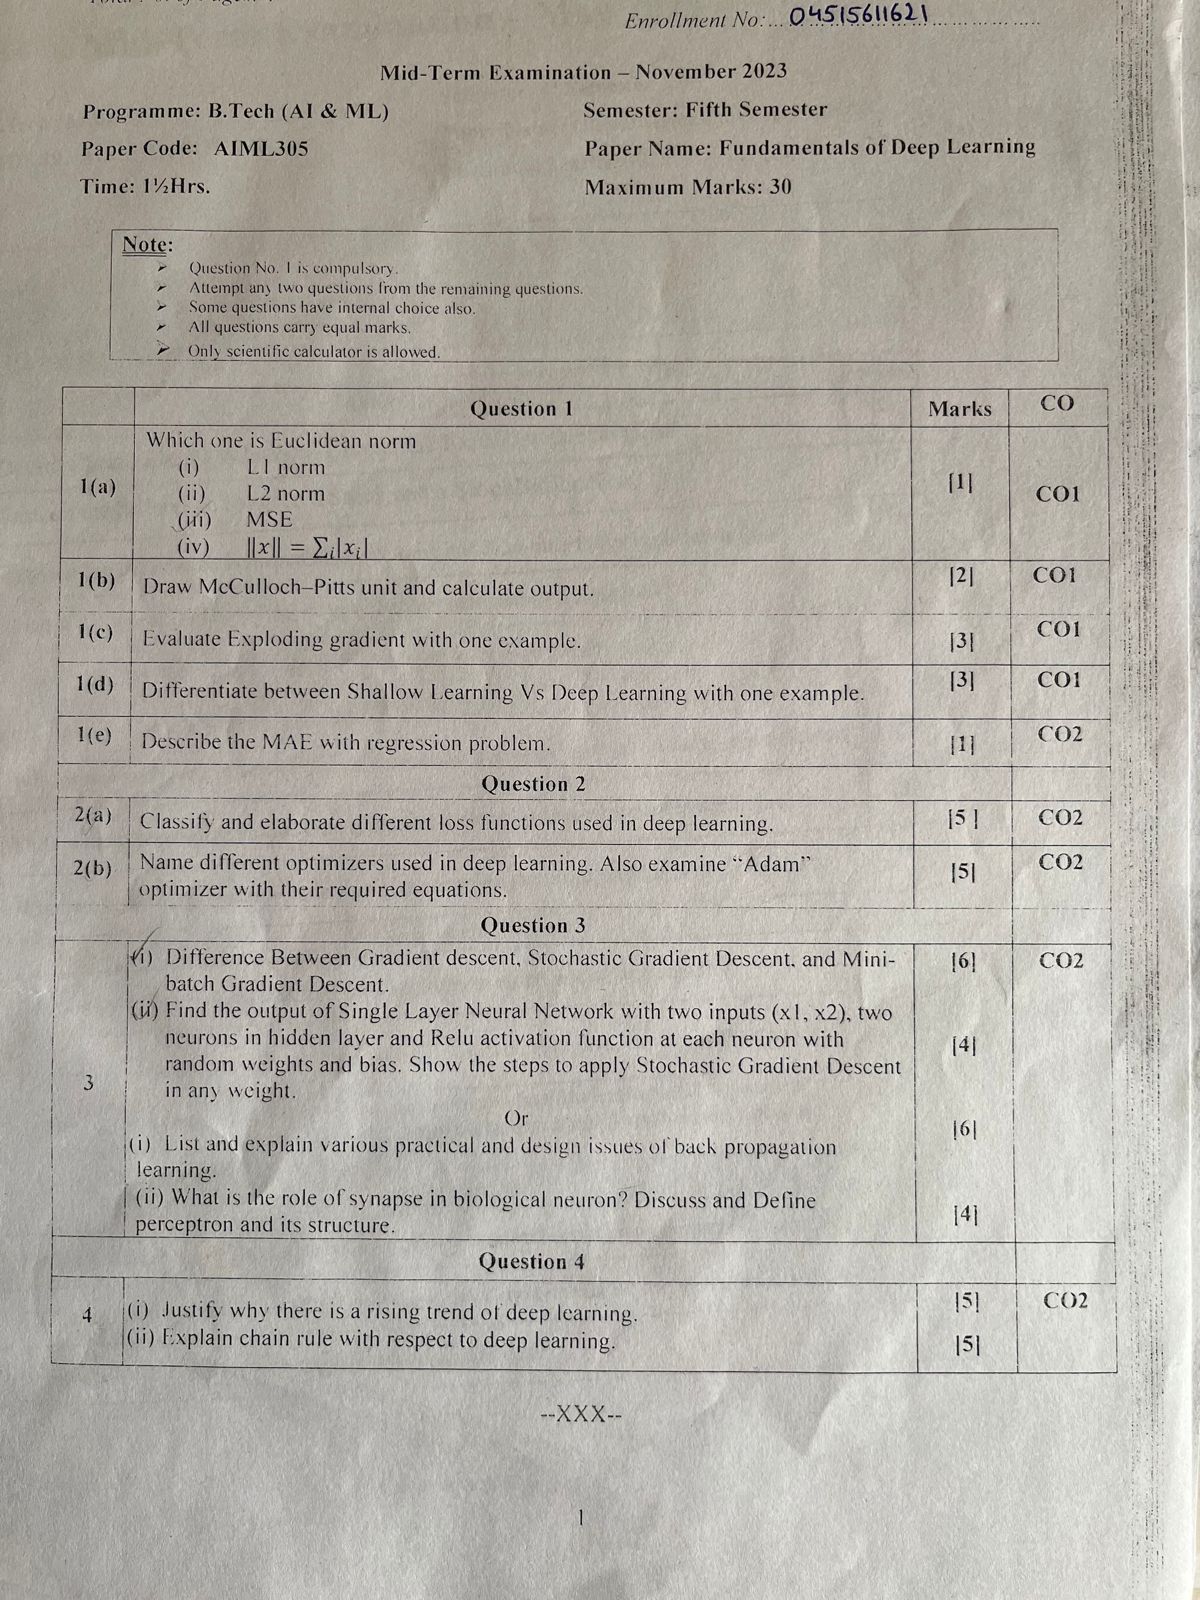 Enrollment No:... 04515611621
Mid-Term Examination – November 2023
Programme: B.Tech (AI & ML) Semester: Fifth Semester
Paper Code: AIML305 Paper Name: Fundamentals of Deep Learning
Time: 1½Hrs. Maximum Marks: 30
Note:
➢ Question No. 1 is compulsory.
➢ Attempt any two questions from the remaining questions.
➢ Some questions have internal choice also.
➢ All questions carry equal marks.
➢ Only scientific calculator is allowed.
Question 1 Marks CO
1(a) Which one is Euclidean norm [1] CO1
(i) L1 norm
(ii) L2 norm
(iii) MSE
(iv) ||x|| = ∑ᵢ|xᵢ|
1(b) Draw McCulloch–Pitts unit and calculate output. [2] CO1
1(c) Evaluate Exploding gradient with one example. [3] CO1
1(d) Differentiate between Shallow Learning Vs Deep Learning with one example. [3] CO1
1(e) Describe the MAE with regression problem. [1] CO2
Question 2
2(a) Classify and elaborate different loss functions used in deep learning. [5] CO2
2(b) Name different optimizers used in deep learning. Also examine “Adam” [5] CO2
optimizer with their required equations.
Question 3
3 (i) Difference Between Gradient descent, Stochastic Gradient Descent, and Mini- [6] CO2
batch Gradient Descent.
(ii) Find the output of Single Layer Neural Network with two inputs (x1, x2), two
neurons in hidden layer and Relu activation function at each neuron with [4]
random weights and bias. Show the steps to apply Stochastic Gradient Descent
in any weight.
Or
(i) List and explain various practical and design issues of back propagation [6]
learning.
(ii) What is the role of synapse in biological neuron? Discuss and Define
perceptron and its structure. [4]
Question 4
4 (i) Justify why there is a rising trend of deep learning. [5] CO2
(ii) Explain chain rule with respect to deep learning. [5]
--XXX--
1